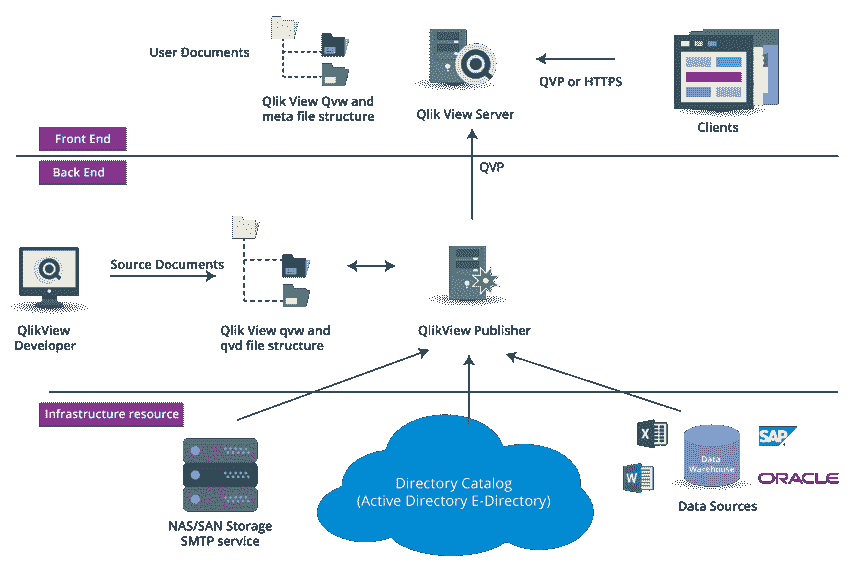 User Documents
Qlik View Qvw and
meta file structure
Qlik View Server
QVP or HTTPS
Clients
Front End
Back End
QVP
Source Documents
QlikView
Developer
Qlik View qvw and
qvd file structure
QlikView Publisher
Infrastructure resource
NAS/SAN Storage
SMTP service
Directory Catalog
(Active Directory E-Directory)
X
W
Data
Warehouse
SAP
ORACLE
Data Sources